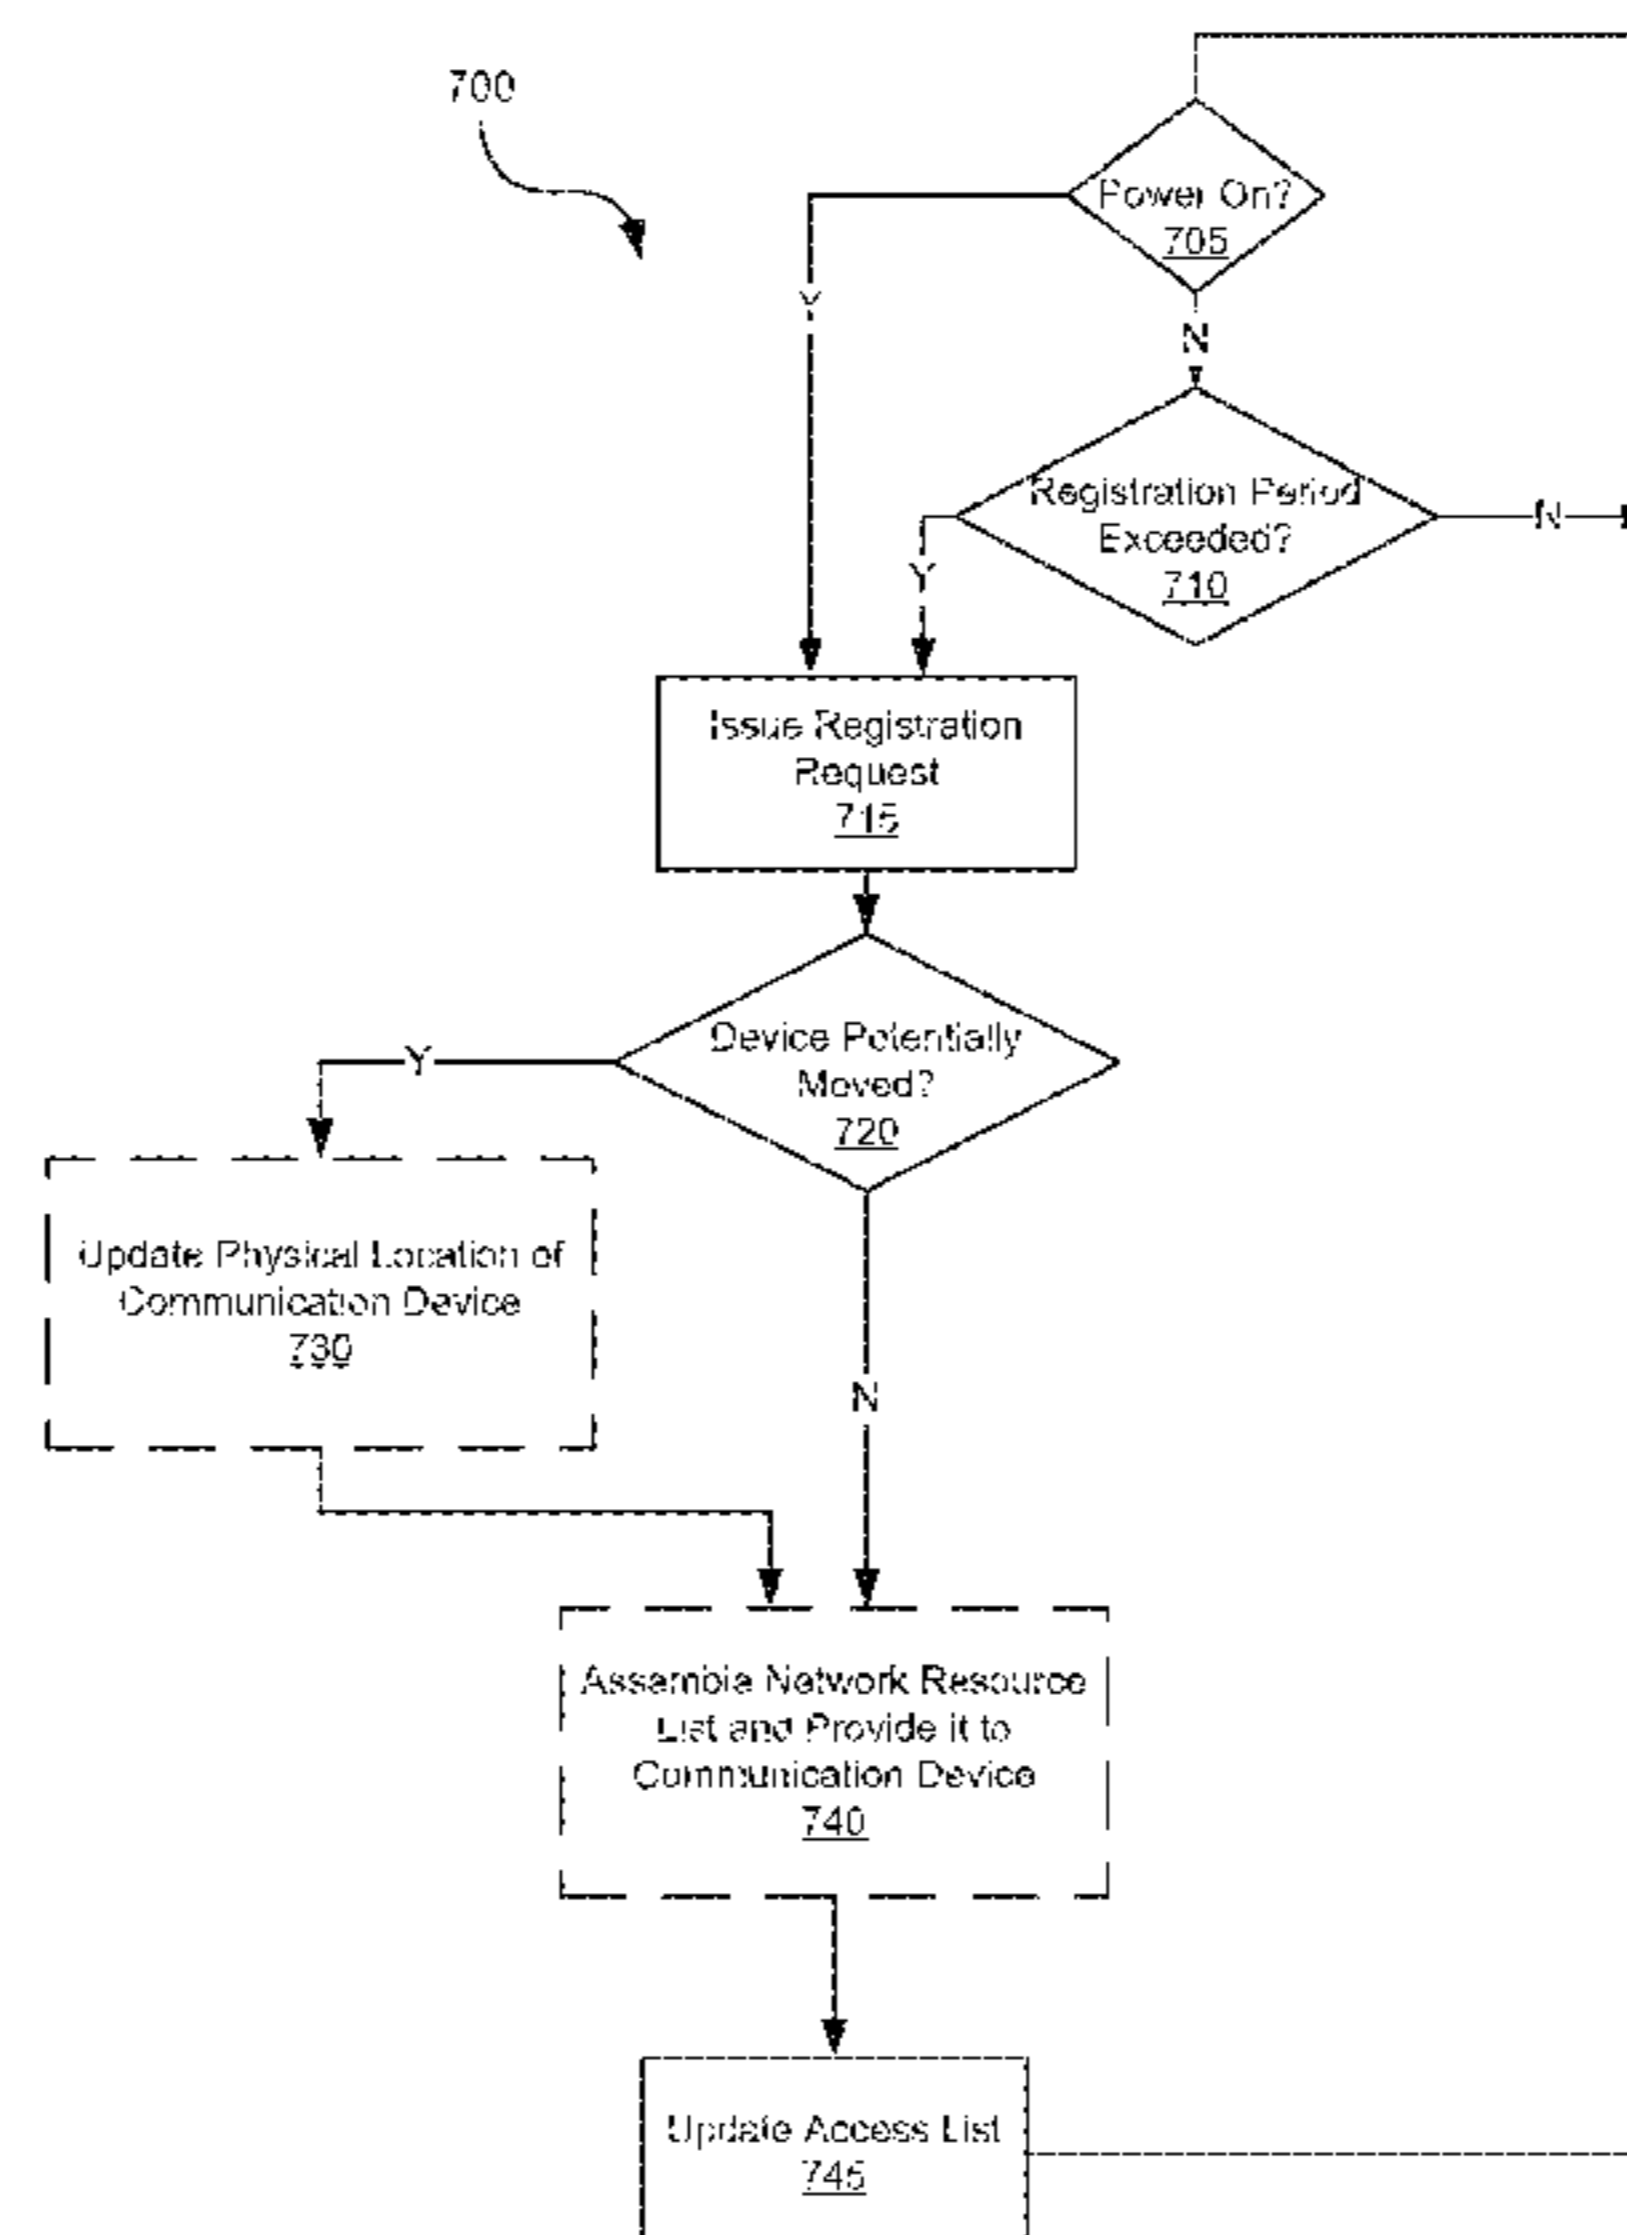 700
Power On?
705
Y
N
Registration Period
Exceeded?
710
N
Y
Issue Registration
Request
715
Device Potentially
Moved?
720
Y
Update Physical Location of
Communication Device
730
N
Assemble Network Resource
List and Provide it to
Communication Device
740
Update Access List
745